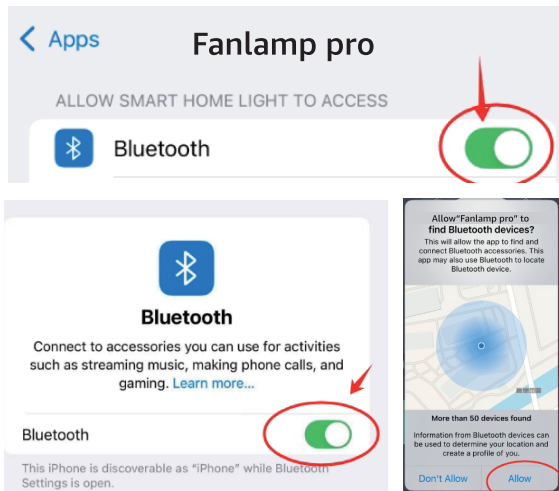 Apps
Fanlamp pro
ALLOW SMART HOME LIGHT TO ACCESS
Bluetooth
Bluetooth
Connect to accessories you can use for activities
such as streaming music, making phone calls, and
gaming. Learn more...
Bluetooth
This iPhone is discoverable as “iPhone” while Bluetooth
Settings is open.
Allow“Fanlamp pro” to
find Bluetooth devices?
This will allow the app to find and
connect Bluetooth accessories. This
app may also use Bluetooth to locate
Bluetooth device.
More than 50 devices found
Information from Bluetooth devices can
be used to determine your location and
create a profile of you.
Don't Allow
Allow